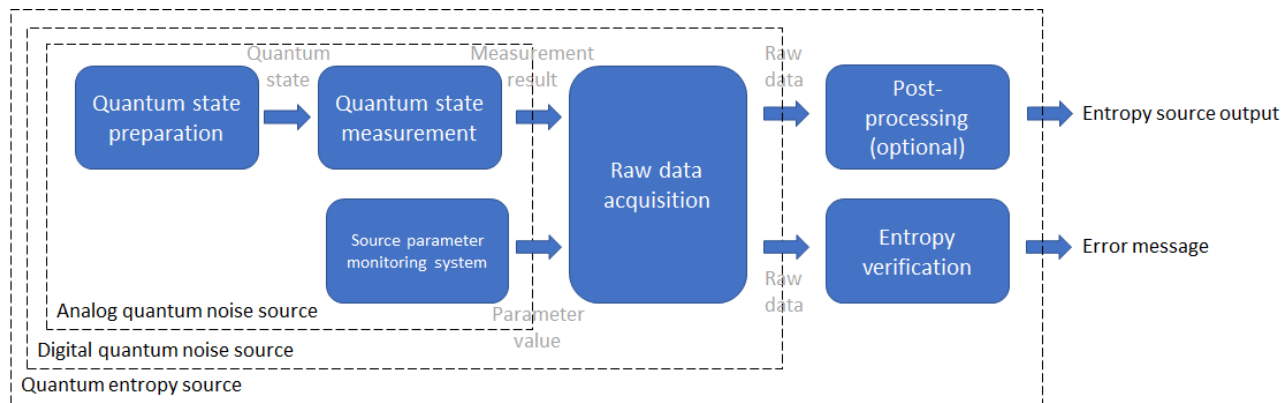 Quantum
state
Measurement
result
Raw
data
Quantum state
preparation
Quantum state
measurement
Raw data
acquisition
Post-
processing
(optional)
Entropy source output
Source parameter
monitoring system
Entropy
verification
Error message
Parameter
value
Raw
data
Analog quantum noise source
Digital quantum noise source
Quantum entropy source